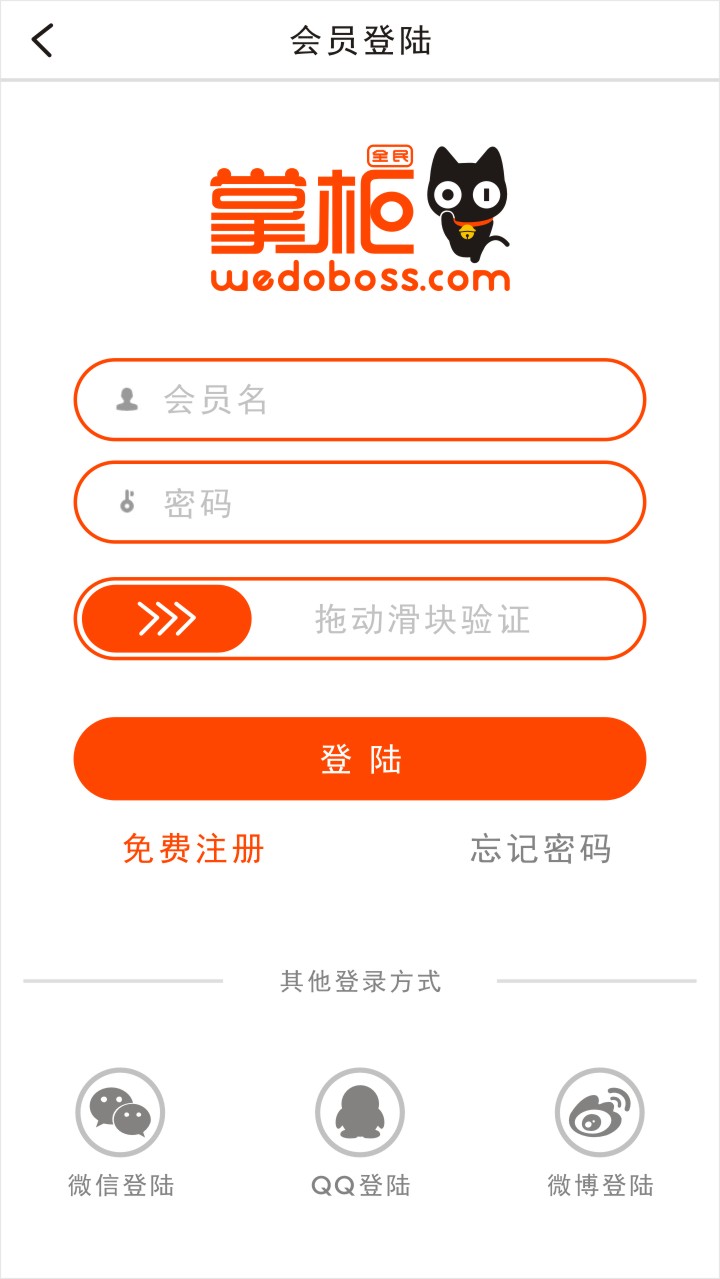 会员登陆
全民
掌柜
wedoboss.com
会员名
密码
拖动滑块验证
登 陆
免费注册 忘记密码
其他登录方式
微信登陆 QQ登陆 微博登陆